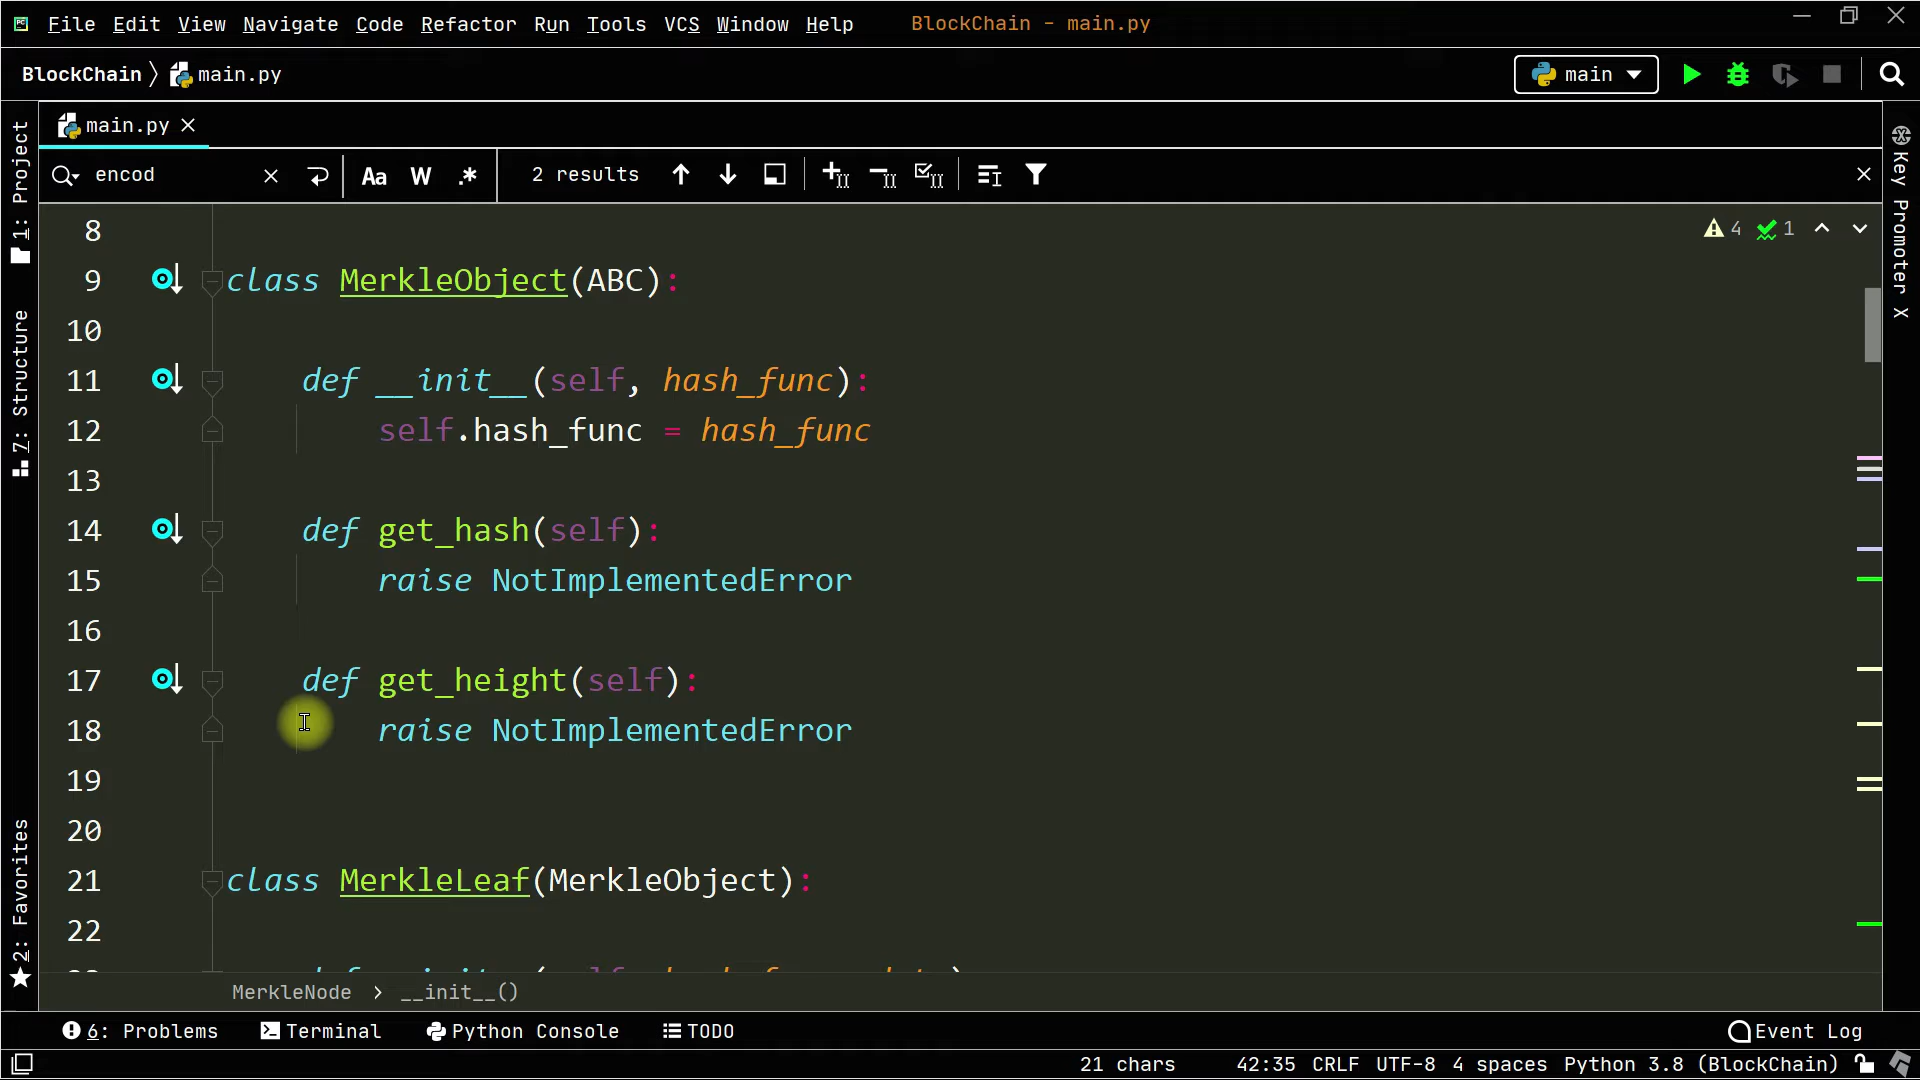 File Edit View Navigate Code Refactor Run Tools VCS Window Help BlockChain - main.py
BlockChain main.py main
main.py
encod Aa W .* 2 results
1: Project
7: Structure
2: Favorites
Key Promoter X
4 1
8
9 class MerkleObject(ABC):
10
11 def __init__(self, hash_func):
12 self.hash_func = hash_func
13
14 def get_hash(self):
15 raise NotImplementedError
16
17 def get_height(self):
18 raise NotImplementedError
19
20
21 class MerkleLeaf(MerkleObject):
22
MerkleNode > __init__()
6: Problems Terminal Python Console TODO Event Log
21 chars 42:35 CRLF UTF-8 4 spaces Python 3.8 (BlockChain)